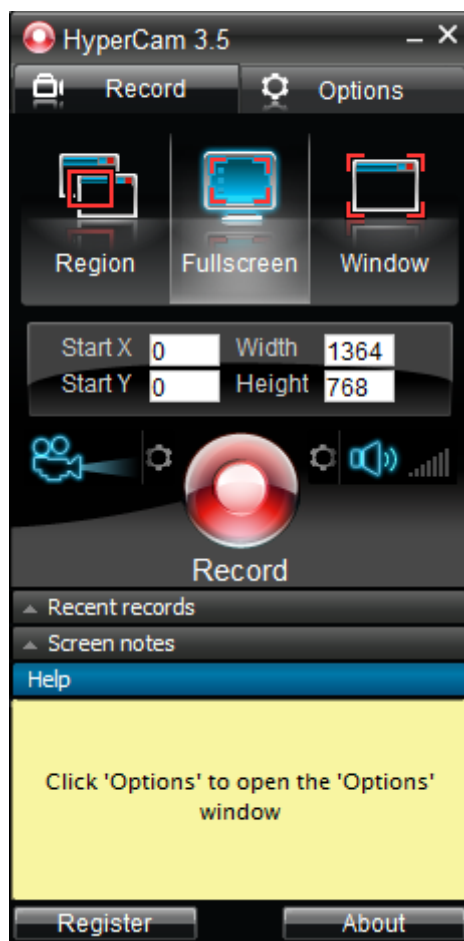 HyperCam 3.5
Record Options
Region Fullscreen Window
Start X 0 Width 1364
Start Y 0 Height 768
Record
Recent records
Screen notes
Help
Click 'Options' to open the 'Options'
window
Register About